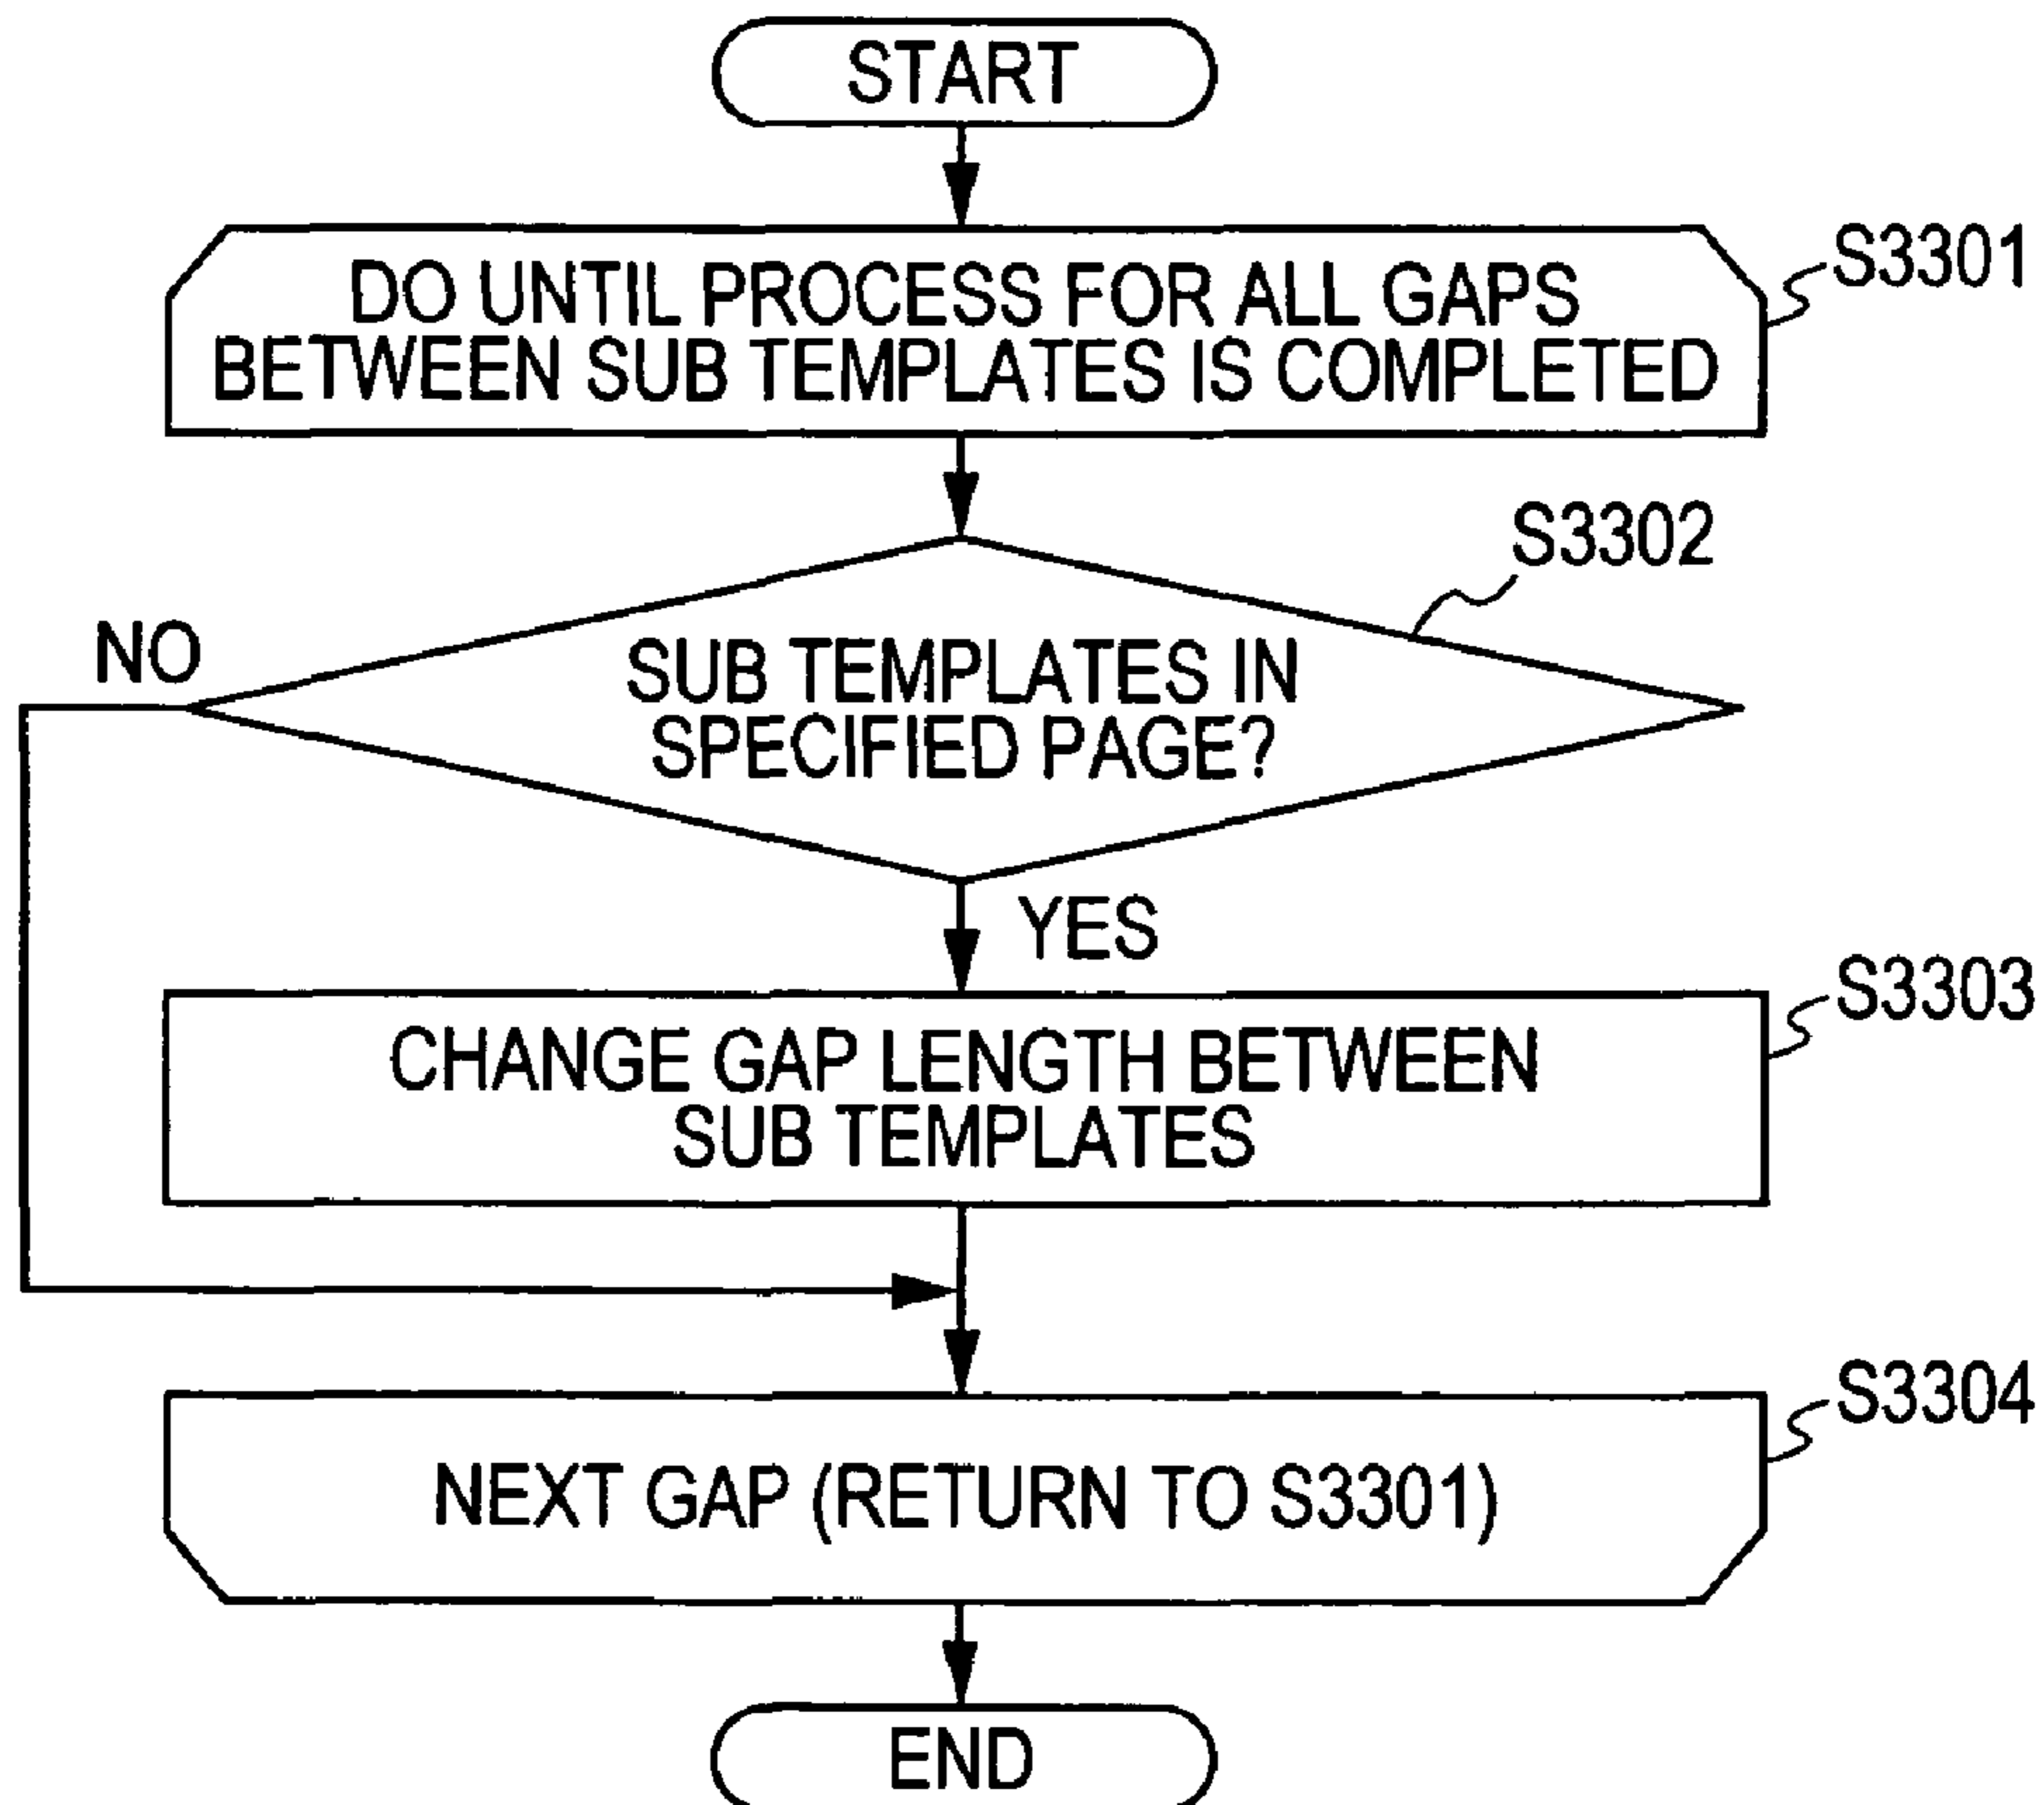 START
DO UNTIL PROCESS FOR ALL GAPS
BETWEEN SUB TEMPLATES IS COMPLETED
S3301
S3302
NO
SUB TEMPLATES IN
SPECIFIED PAGE?
YES
S3303
CHANGE GAP LENGTH BETWEEN
SUB TEMPLATES
S3304
NEXT GAP (RETURN TO S3301)
END